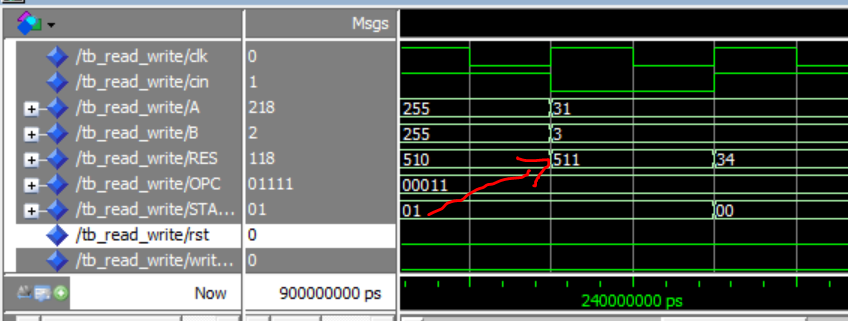 Msgs
/tb_read_write/clk 0
/tb_read_write/cin 1
/tb_read_write/A 218 255 31
/tb_read_write/B 2 255 3
/tb_read_write/RES 118 510 511 34
/tb_read_write/OPC 01111 00011
/tb_read_write/STA... 01 01 00
/tb_read_write/rst 0
/tb_read_write/writ... 0
Now 900000000 ps 240000000 ps